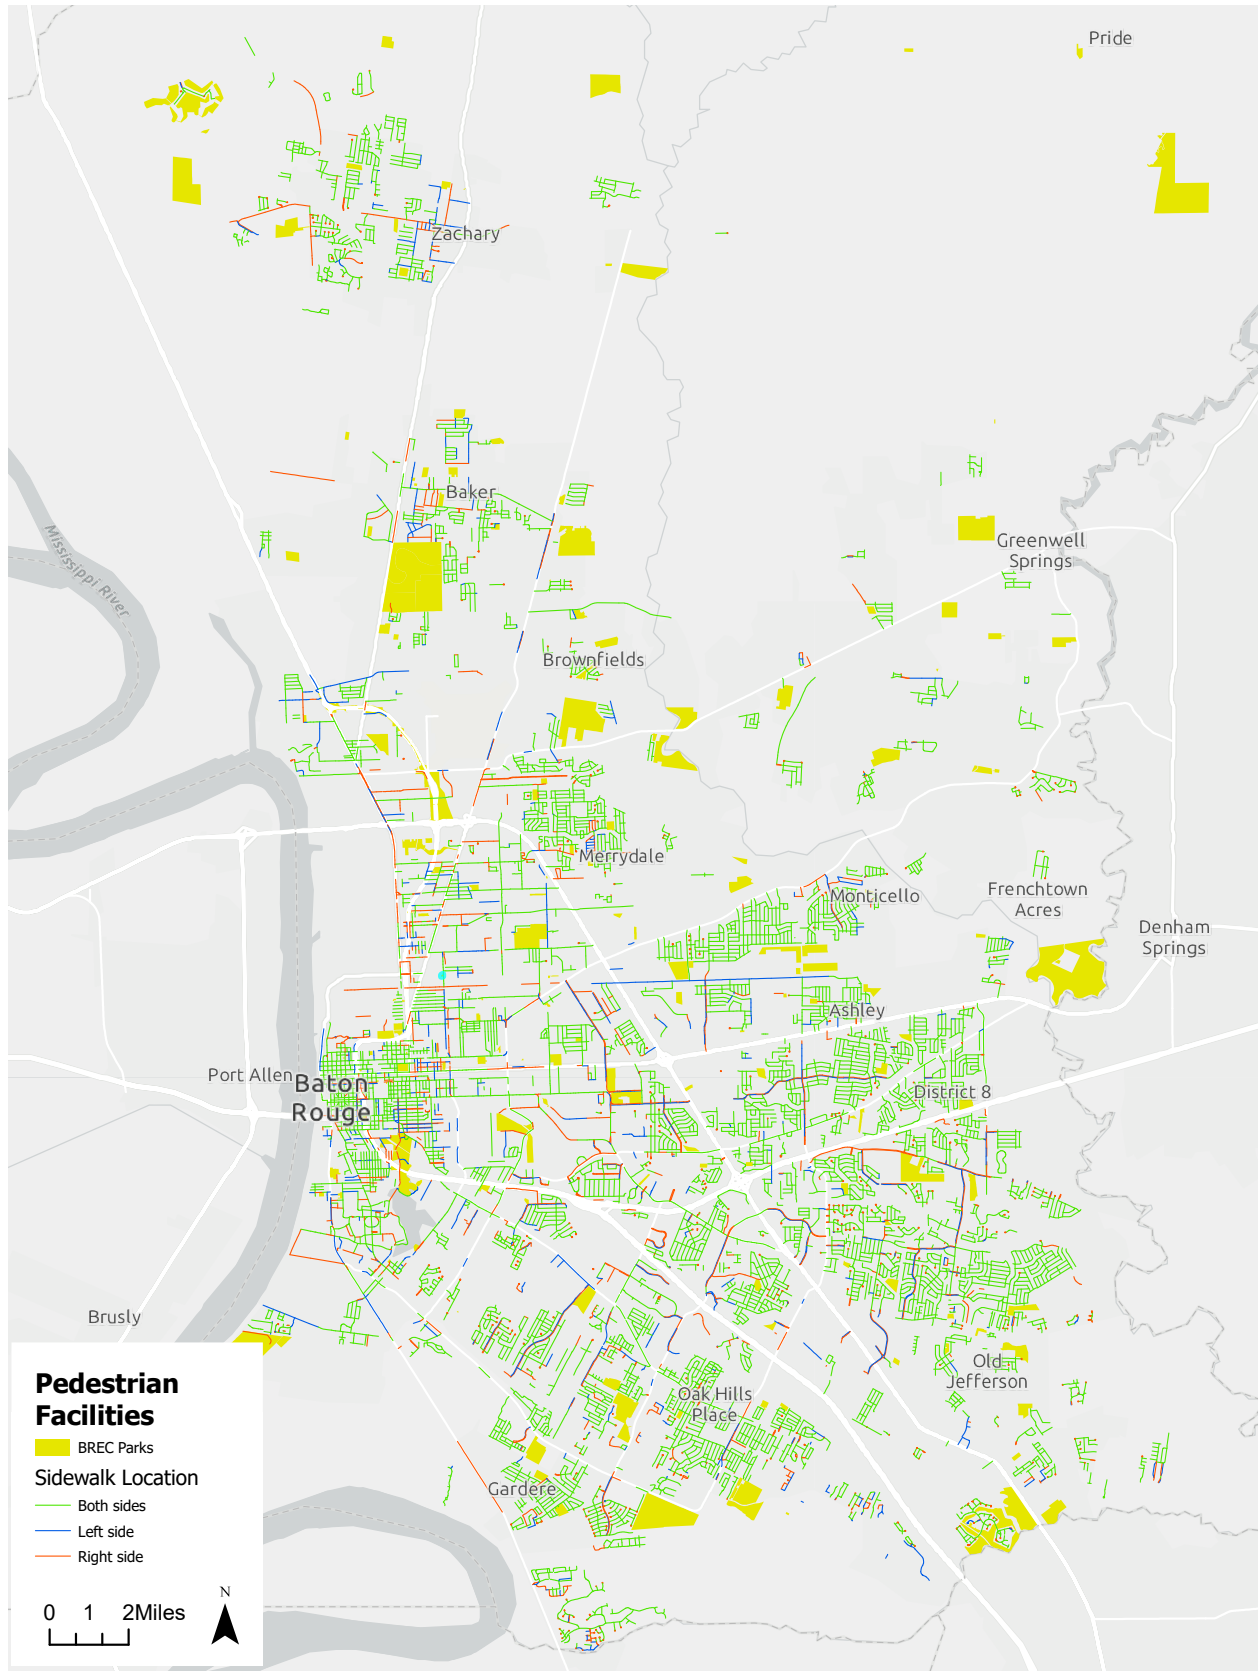 Pride
Zachary
Baker
Mississippi River
Greenwell
Springs
Brownfields
Merrydale
Monticello
Frenchtown
Acres
Denham
Springs
Ashley
Port Allen
Baton
Rouge
District 8
Brusly
Old
Jefferson
Oak Hills
Place
Gardere
Pedestrian
Facilities
BREC Parks
Sidewalk Location
Both sides
Left side
Right side
N
0 1 2Miles